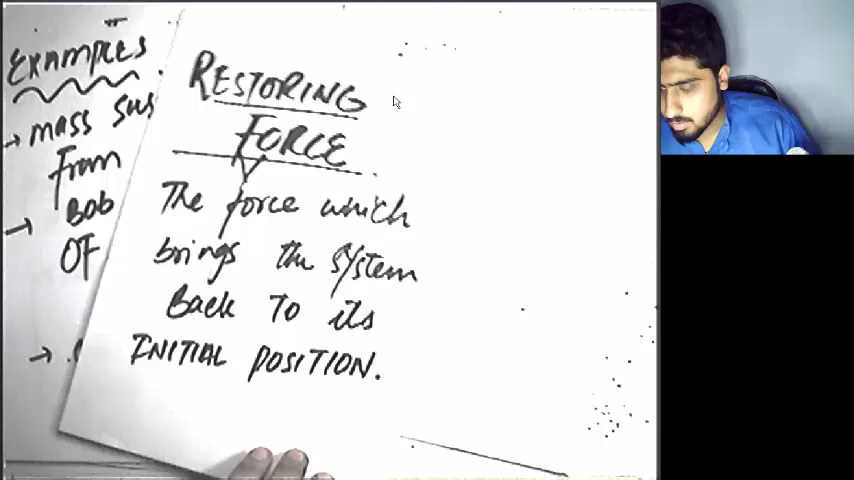 Examples
→ mass sus
From
→ BOB
OF
→
RESTORING
FORCE
The force which
brings the system
Back To its
INITIAL POSITION.